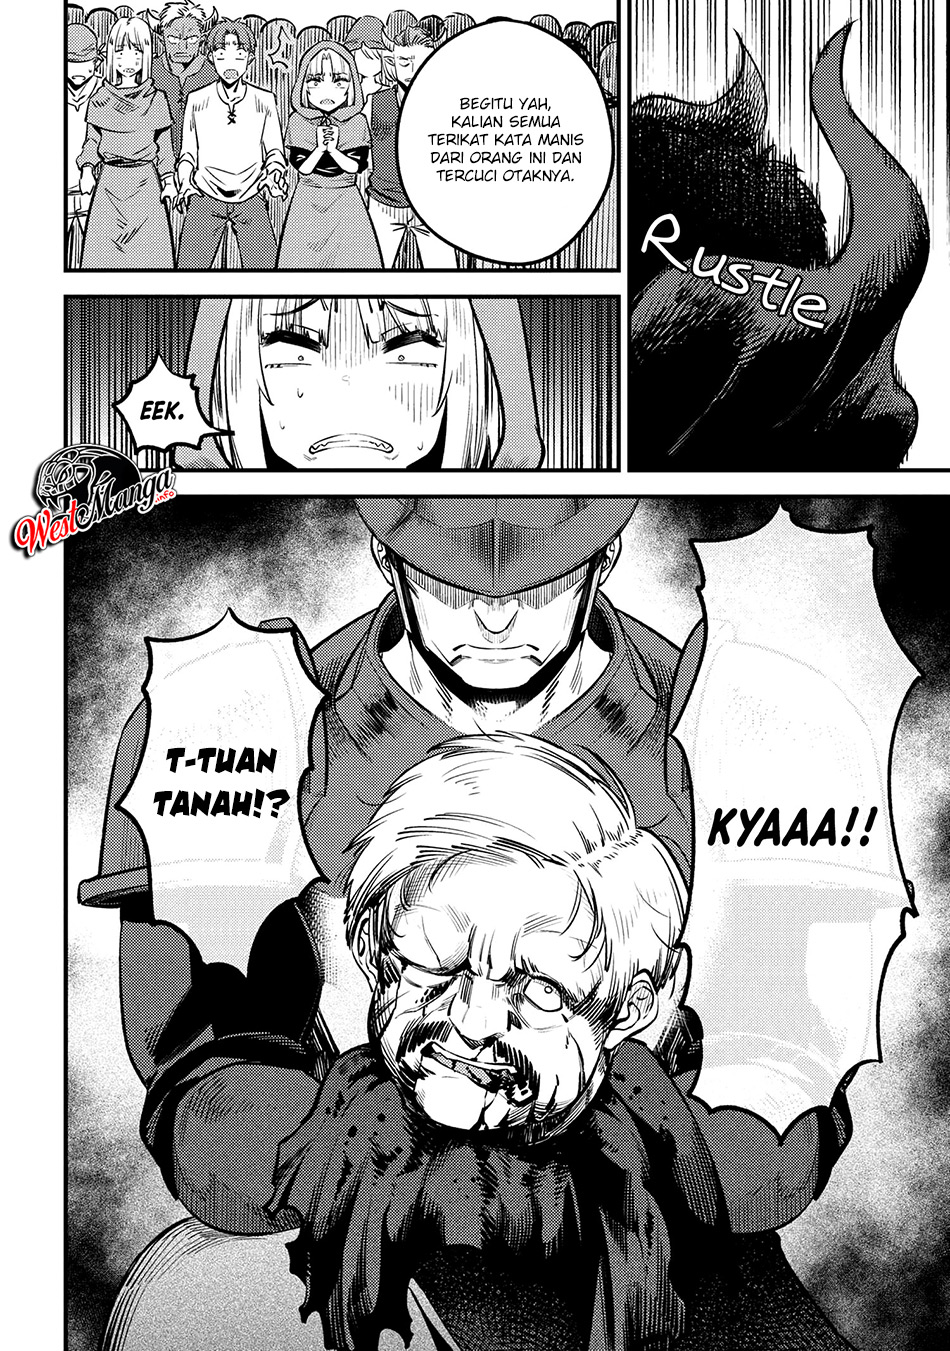 Rustle
BEGITU YAH,
KALIAN SEMUA
TERIKAT KATA MANIS
DARI ORANG INI DAN
TERCUCI OTAKNYA.
EEK.
WestManga
.info
KYAAA!!
T-TUAN
TANAH!?